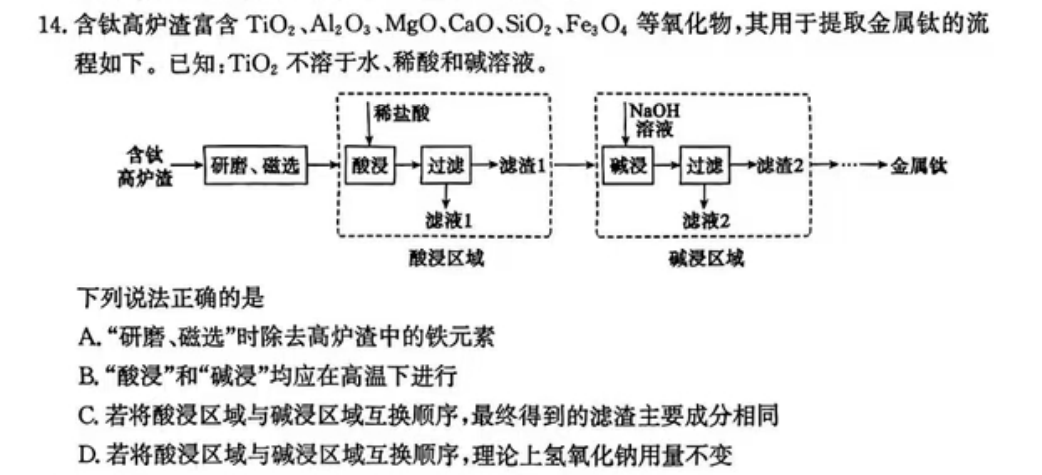 14. 含钛高炉渣富含 TiO₂、Al₂O₃、MgO、CaO、SiO₂、Fe₃O₄ 等氧化物,其用于提取金属钛的流
程如下。已知:TiO₂ 不溶于水、稀酸和碱溶液。
稀盐酸
NaOH
溶液
含钛
高炉渣
研磨、磁选
酸浸
过滤
滤渣1
碱浸
过滤
滤渣2
…
金属钛
滤液1
滤液2
酸浸区域
碱浸区域
下列说法正确的是
A. “研磨、磁选”时除去高炉渣中的铁元素
B. “酸浸”和“碱浸”均应在高温下进行
C. 若将酸浸区域与碱浸区域互换顺序,最终得到的滤渣主要成分相同
D. 若将酸浸区域与碱浸区域互换顺序,理论上氢氧化钠用量不变